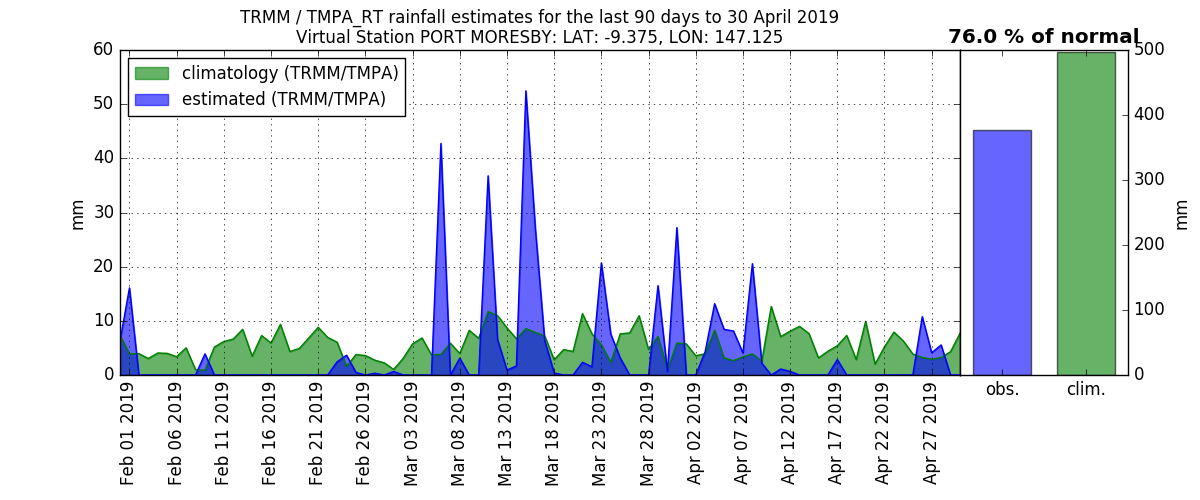 TRMM / TMPA_RT rainfall estimates for the last 90 days to 30 April 2019
Virtual Station PORT MORESBY: LAT: -9.375, LON: 147.125
76.0 % of normal
climatology (TRMM/TMPA)
estimated (TRMM/TMPA)
60
50
40
30
20
10
0
mm
Feb 01 2019
Feb 06 2019
Feb 11 2019
Feb 16 2019
Feb 21 2019
Feb 26 2019
Mar 03 2019
Mar 08 2019
Mar 13 2019
Mar 18 2019
Mar 23 2019
Mar 28 2019
Apr 02 2019
Apr 07 2019
Apr 12 2019
Apr 17 2019
Apr 22 2019
Apr 27 2019
obs.
clim.
500
400
300
200
100
0
mm